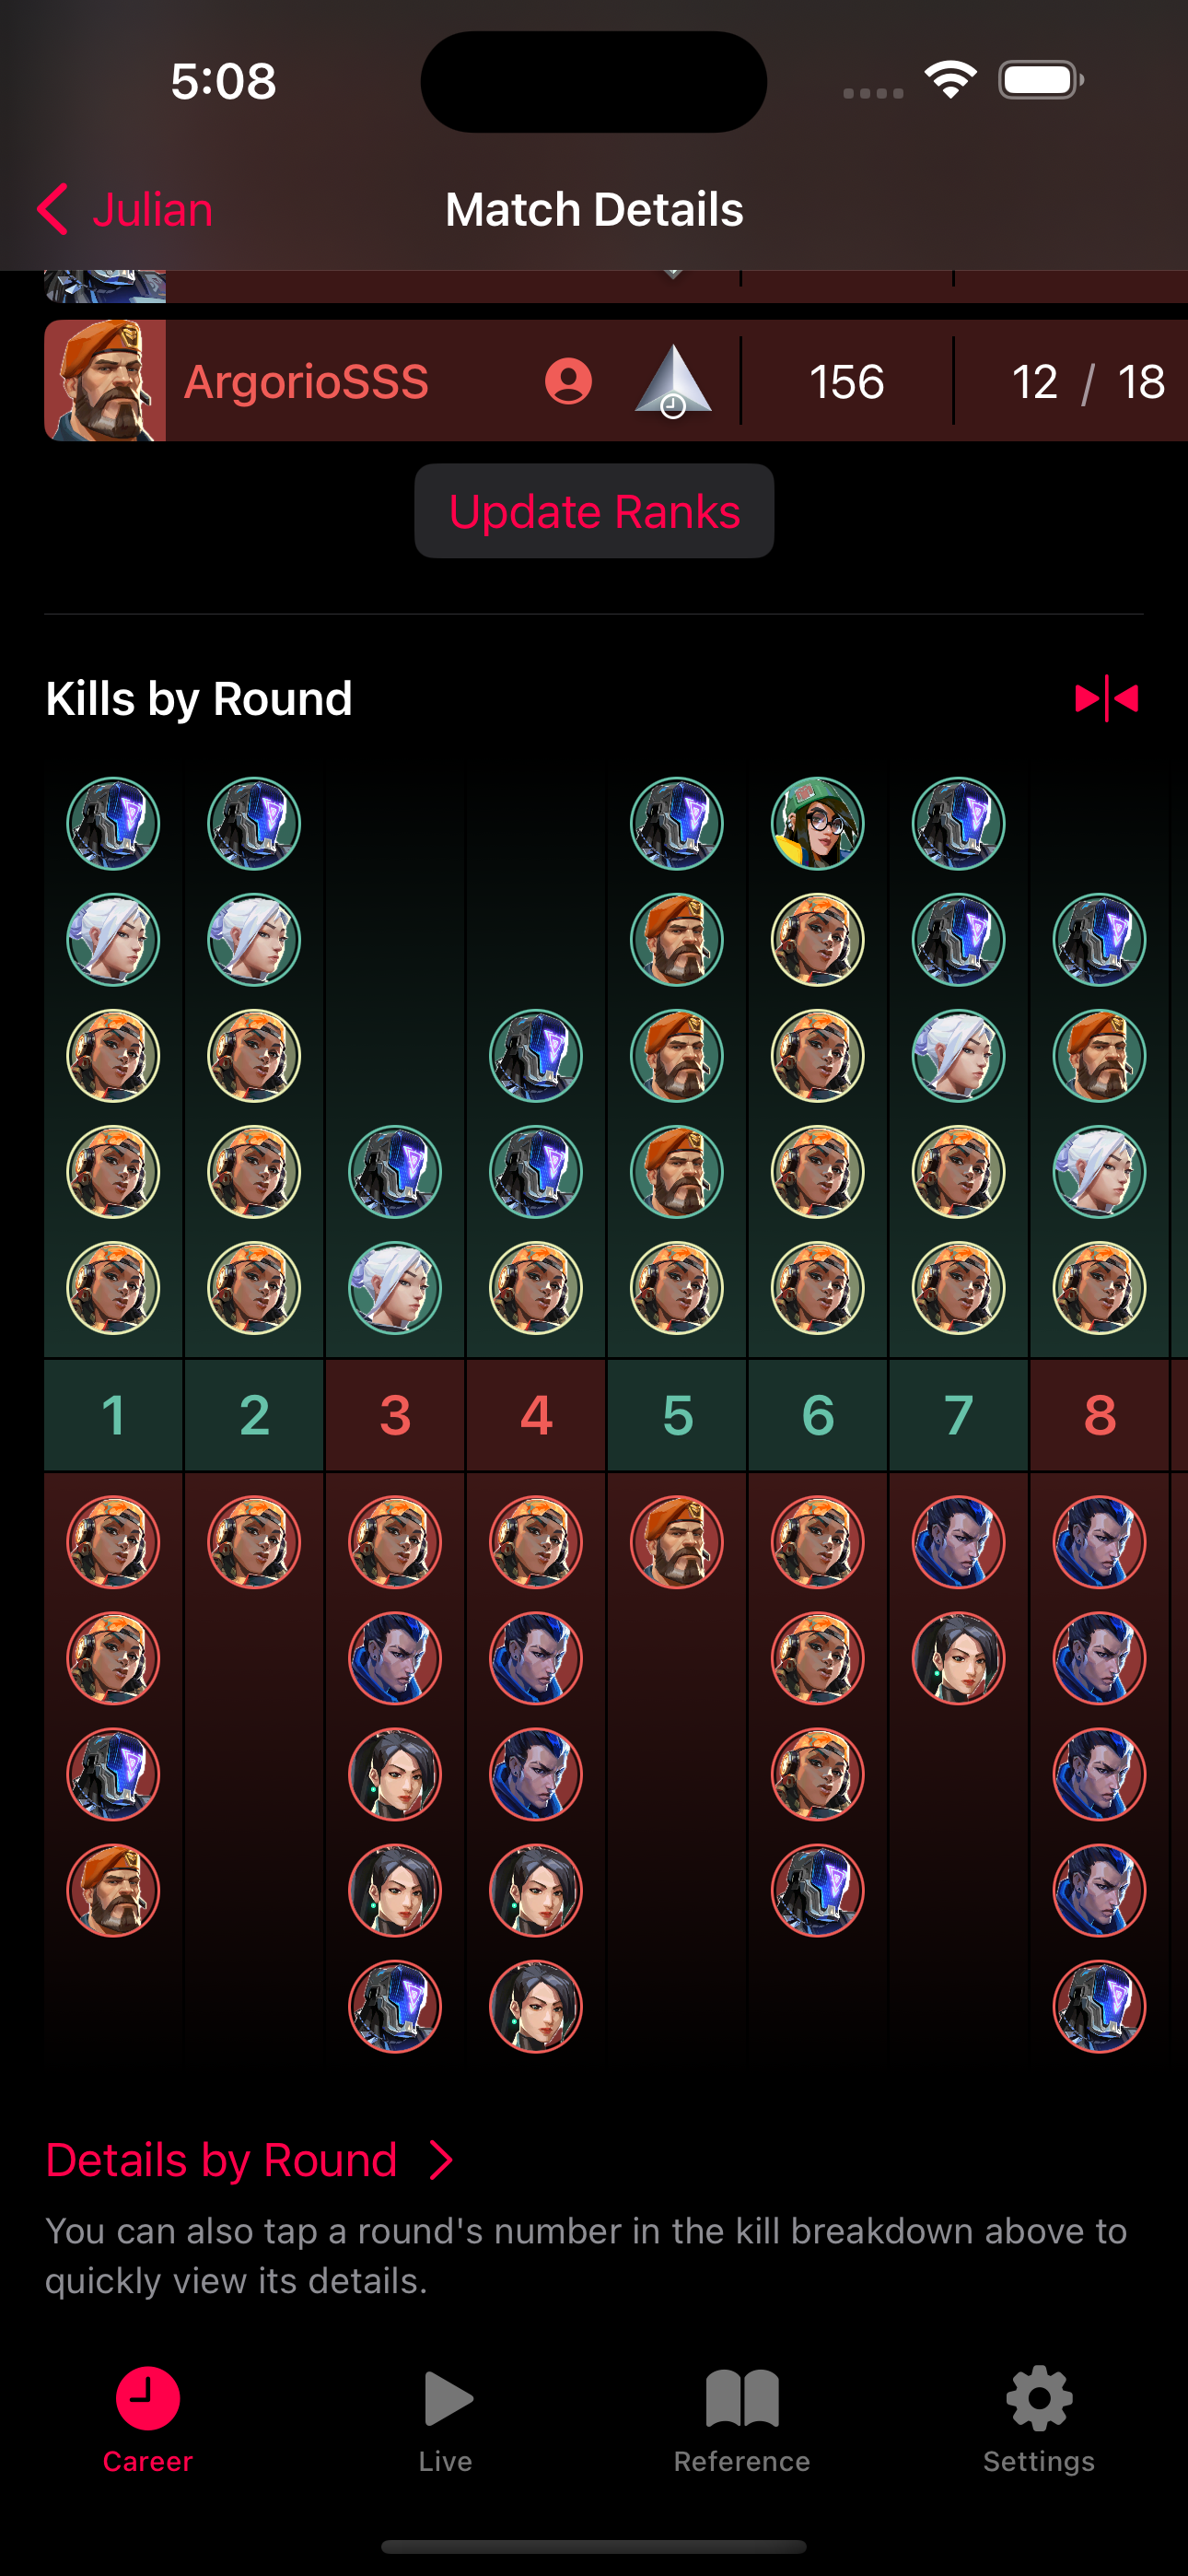 5:08
Julian
Match Details
ArgorioSSS 156 12 / 18
Update Ranks
Kills by Round
1 2 3 4 5 6 7 8
Details by Round
You can also tap a round's number in the kill breakdown above to
quickly view its details.
Career Live Reference Settings